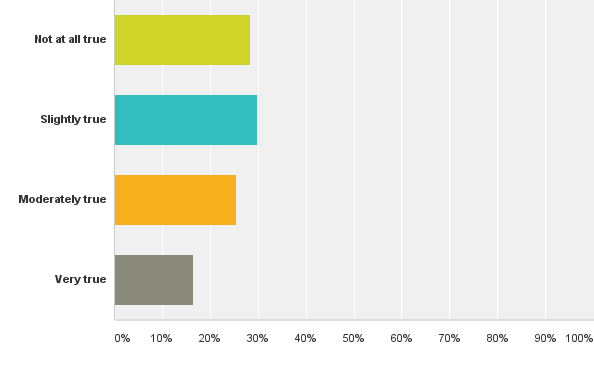 Not at all true
Slightly true
Moderately true
Very true
0% 10% 20% 30% 40% 50% 60% 70% 80% 90% 100%